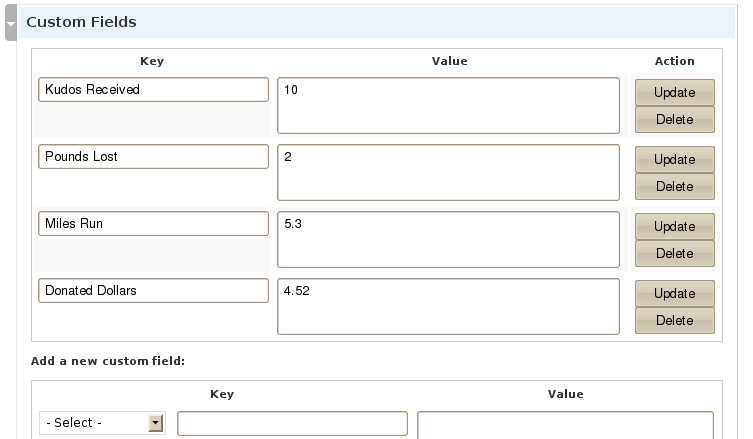 Custom Fields
Key Value Action
Kudos Received 10 Update
Delete
Pounds Lost 2 Update
Delete
Miles Run 5.3 Update
Delete
Donated Dollars 4.52 Update
Delete
Add a new custom field:
Key Value
- Select -